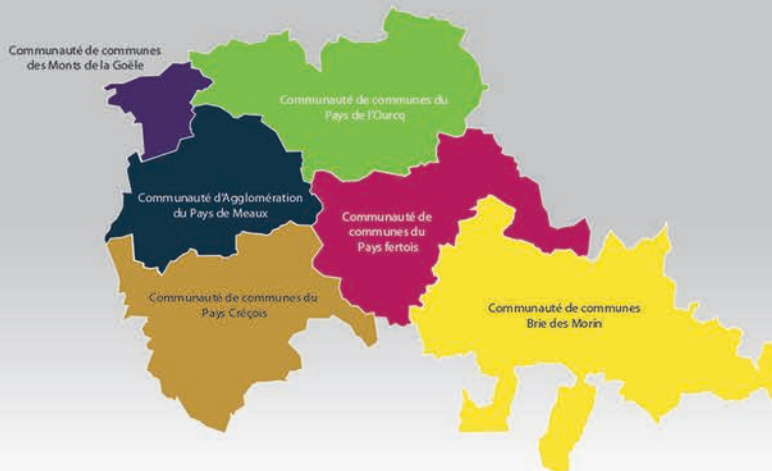 Communauté de communes
des Monts de la Goële
Communauté de communes du
Pays de l'Ourcq
Communauté d'Agglomération
du Pays de Meaux
Communauté de
communes du
Pays fertois
Communauté de communes du
Pays Créçois
Communauté de communes
Brie des Morin